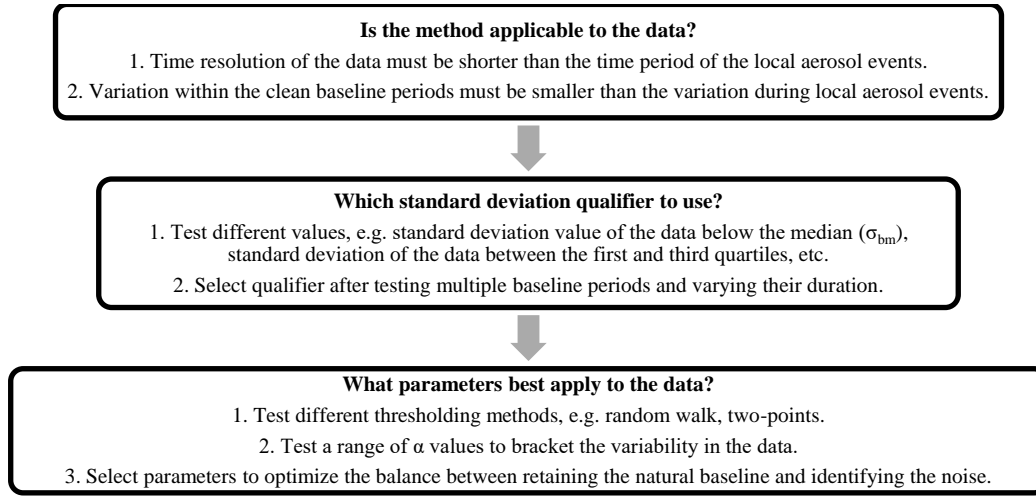 Is the method applicable to the data?
1. Time resolution of the data must be shorter than the time period of the local aerosol events.
2. Variation within the clean baseline periods must be smaller than the variation during local aerosol events.
Which standard deviation qualifier to use?
1. Test different values, e.g. standard deviation value of the data below the median (σbm),
standard deviation of the data between the first and third quartiles, etc.
2. Select qualifier after testing multiple baseline periods and varying their duration.
What parameters best apply to the data?
1. Test different thresholding methods, e.g. random walk, two-points.
2. Test a range of α values to bracket the variability in the data.
3. Select parameters to optimize the balance between retaining the natural baseline and identifying the noise.